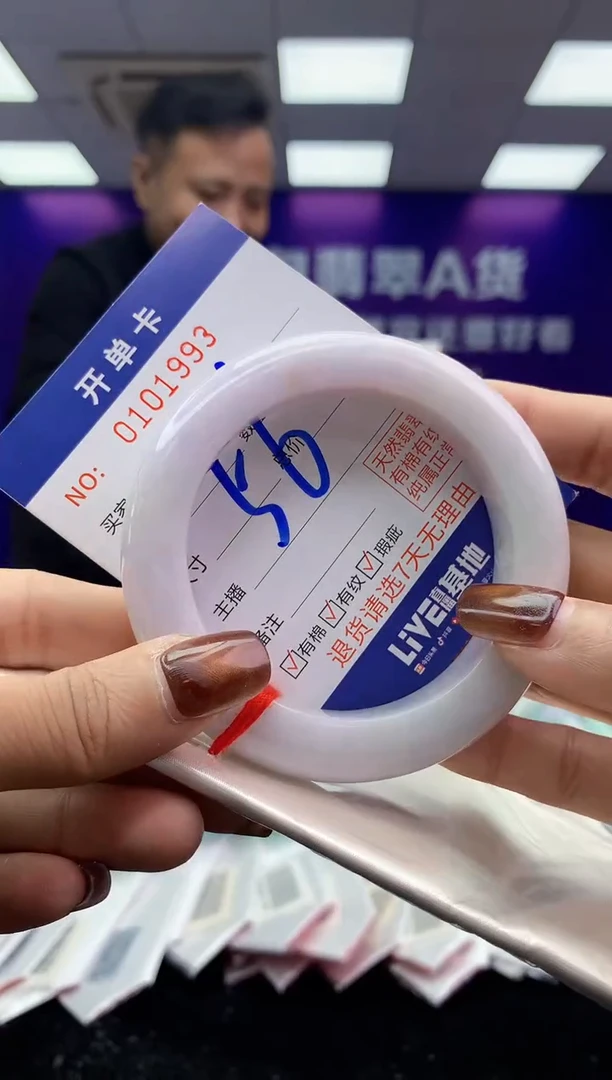 翡翠A货
开单卡
NO: 0101993
买家
寸
56
主播
备注
有棉 有纹 瑕疵
天然翡翠
有棉有纹
纯属正常
退货请选7天无理由
LIVE
基地